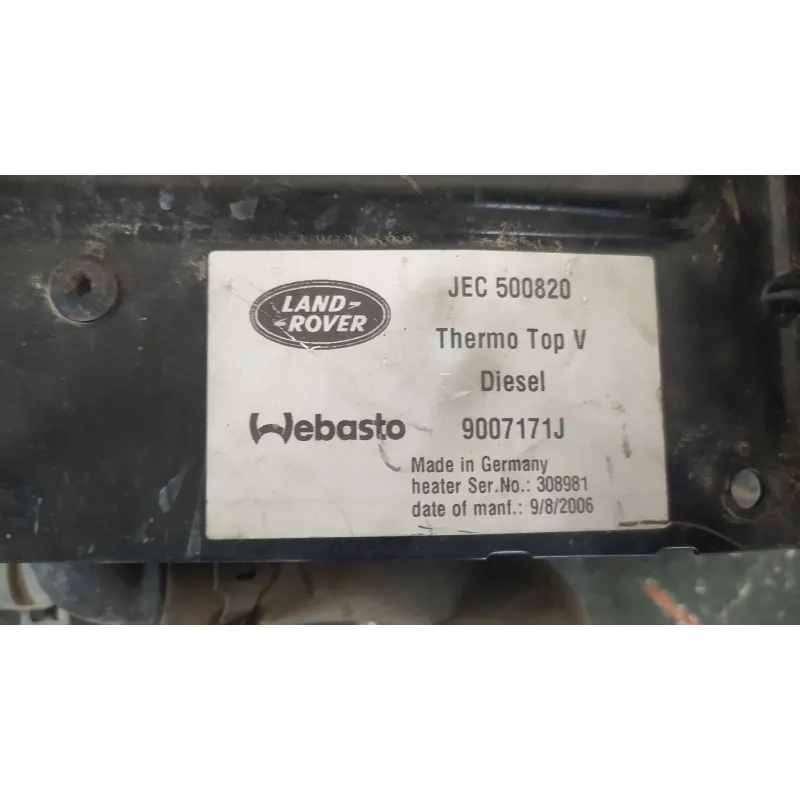 LAND-
-ROVER
JEC 500820
Thermo Top V
Diesel
Webasto 9007171J
Made in Germany
heater Ser.No.: 308981
date of manf.: 9/8/2006